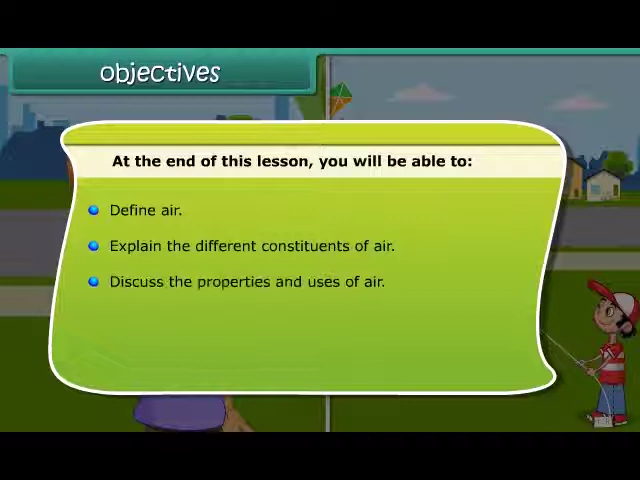 objectives
At the end of this lesson, you will be able to:
Define air.
Explain the different constituents of air.
Discuss the properties and uses of air.